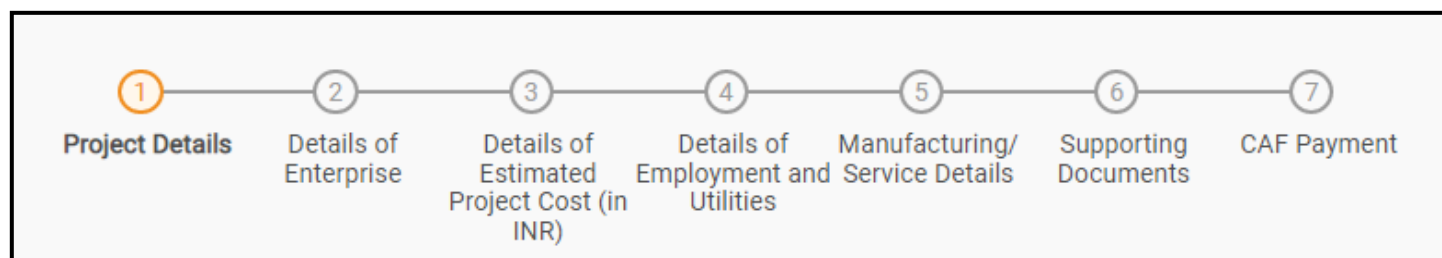 1 2 3 4 5 6 7
Project Details
Details of
Enterprise
Details of
Estimated
Project Cost (in
INR)
Details of
Employment and
Utilities
Manufacturing/
Service Details
Supporting
Documents
CAF Payment